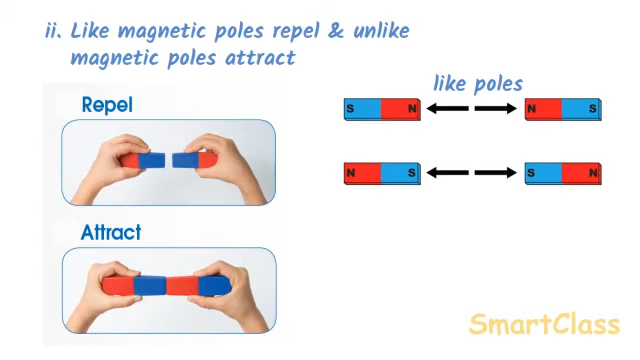 ii. Like magnetic poles repel & unlike
magnetic poles attract
like poles
Repel
S N N S
N S S N
Attract
SmartClass